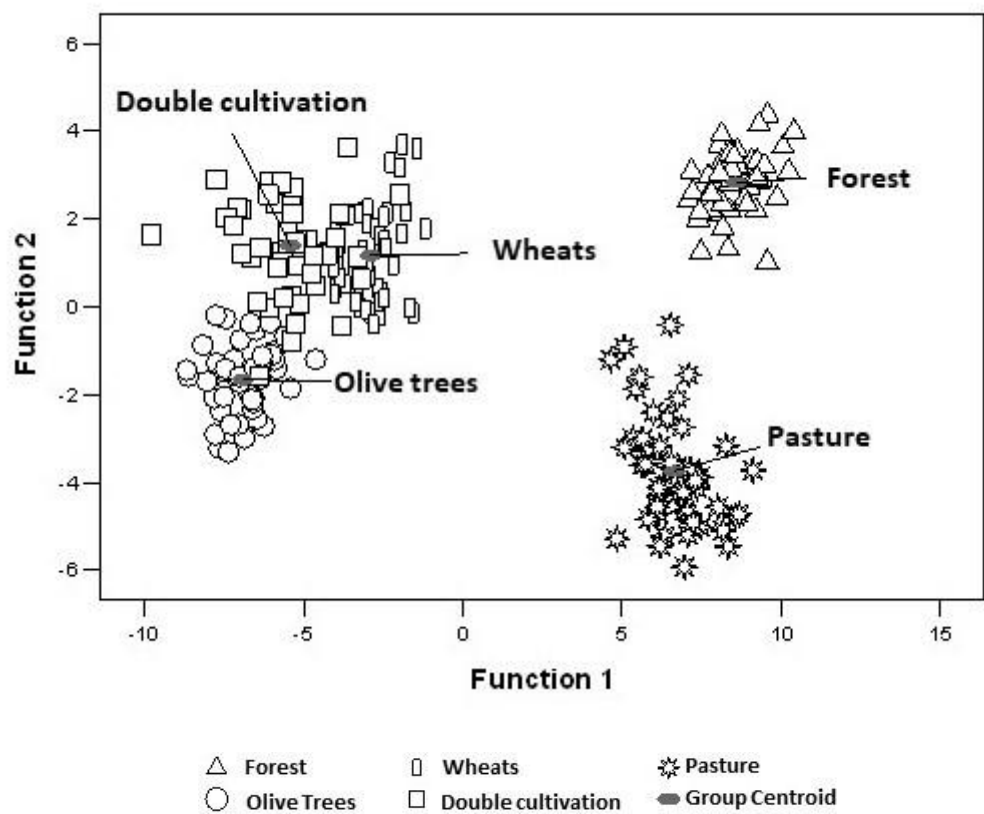 6
Double cultivation
4
Forest
2
Wheats
Function 2
0
Olive trees
-2
Pasture
-4
-6
-10 -5 0 5 10 15
Function 1
Forest Wheats Pasture
Olive Trees Double cultivation Group Centroid